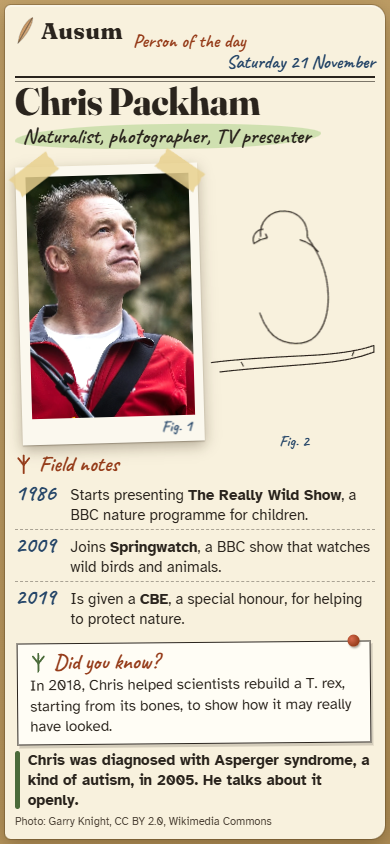 Ausum
Person of the day
Saturday 21 November
Chris Packham
Naturalist, photographer, TV presenter
Fig. 1
Fig. 2
Field notes
1986 Starts presenting The Really Wild Show, a
BBC nature programme for children.
2009 Joins Springwatch, a BBC show that watches
wild birds and animals.
2019 Is given a CBE, a special honour, for helping
to protect nature.
Did you know?
In 2018, Chris helped scientists rebuild a T. rex,
starting from its bones, to show how it may really
have looked.
Chris was diagnosed with Asperger syndrome, a
kind of autism, in 2005. He talks about it
openly.
Photo: Garry Knight, CC BY 2.0, Wikimedia Commons